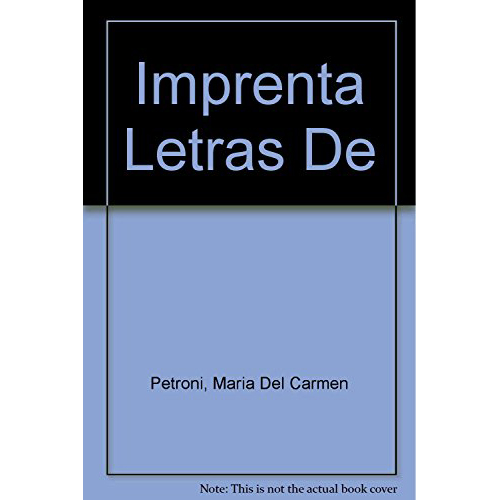 Imprenta
Letras De
Petroni, Maria Del Carmen
Note: This is not the actual book cover